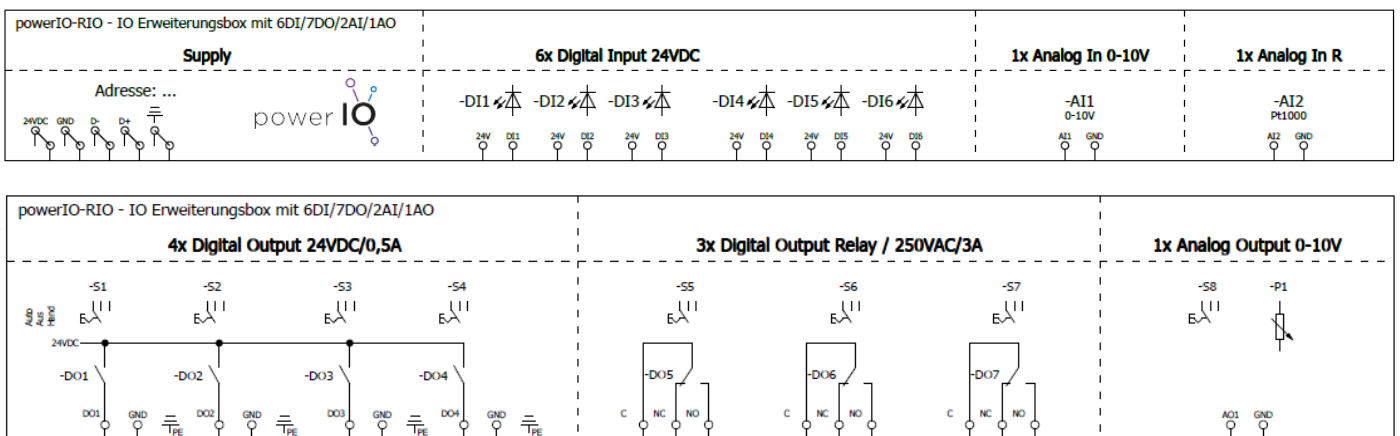 powerIO-RIO - IO Erweiterungsbox mit 6DI/7DO/2AI/1AO
Supply 6x Digital Input 24VDC 1x Analog In 0-10V 1x Analog In R
Adresse: ...
power IO
-DI1 -DI2 -DI3 -DI4 -DI5 -DI6 -AI1 -AI2
0-10V Pt1000
24VDC GND D- D+
24V DI1 24V DI2 24V DI3 24V DI4 24V DI5 24V DI6 AI1 GND AI2 GND
powerIO-RIO - IO Erweiterungsbox mit 6DI/7DO/2AI/1AO
4x Digital Output 24VDC/0,5A 3x Digital Output Relay / 250VAC/3A 1x Analog Output 0-10V
-S1 -S2 -S3 -S4 -S5 -S6 -S7 -S8 -P1
Auto
Aus
Hand
24VDC
-DO1 -DO2 -DO3 -DO4 -DO5 -DO6 -DO7
DO1 GND DO2 GND DO3 GND DO4 GND C NC NO C NC NO C NC NO AO1 GND
PE PE PE PE